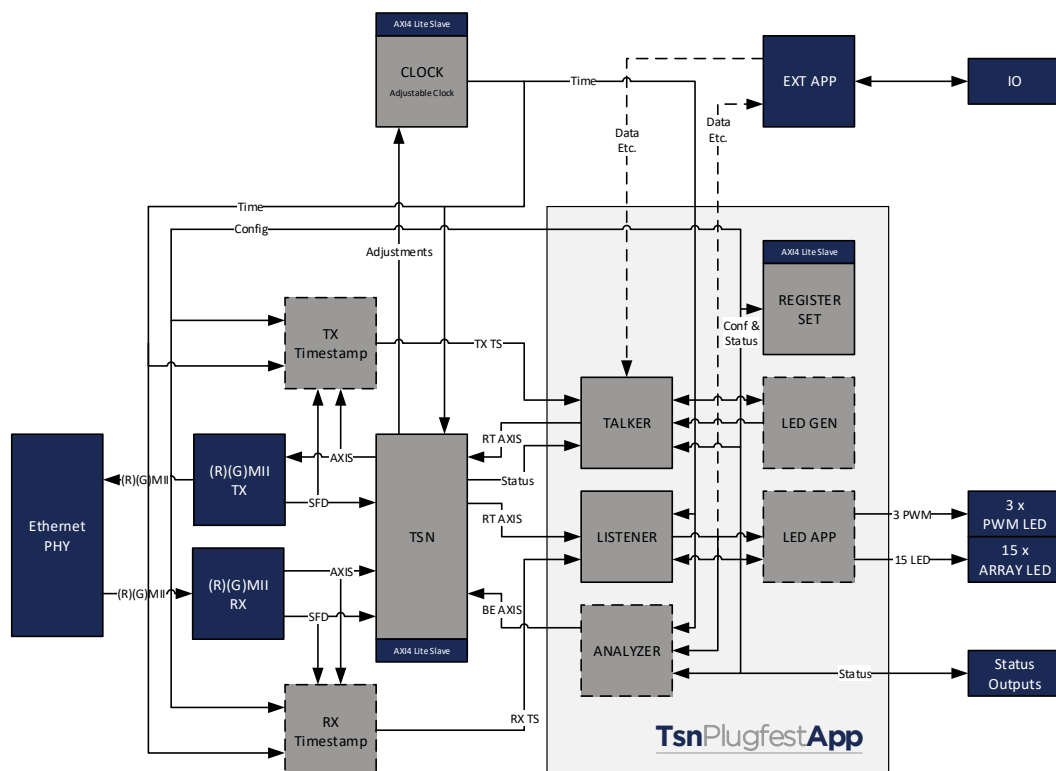 AXI4 Lite Slave
CLOCK
Adjustable Clock
Time
EXT APP
IO
Data
Etc.
Data
Etc.
Time
Config
Adjustments
AXI4 Lite Slave
REGISTER
SET
TX
Timestamp
TX TS
Conf &
Status
TALKER
LED GEN
RT AXIS
(R)(G)MII
TX
AXIS
(R)(G)MII
SFD
Status
Ethernet
PHY
TSN
RT AXIS
LISTENER
LED APP
3 PWM
3 x
PWM LED
15 LED
15 x
ARRAY LED
(R)(G)MII
RX
AXIS
(R)(G)MII
SFD
BE AXIS
ANALYZER
AXI4 Lite Slave
Status
Status
Outputs
RX
Timestamp
RX TS
TsnPlugfestApp